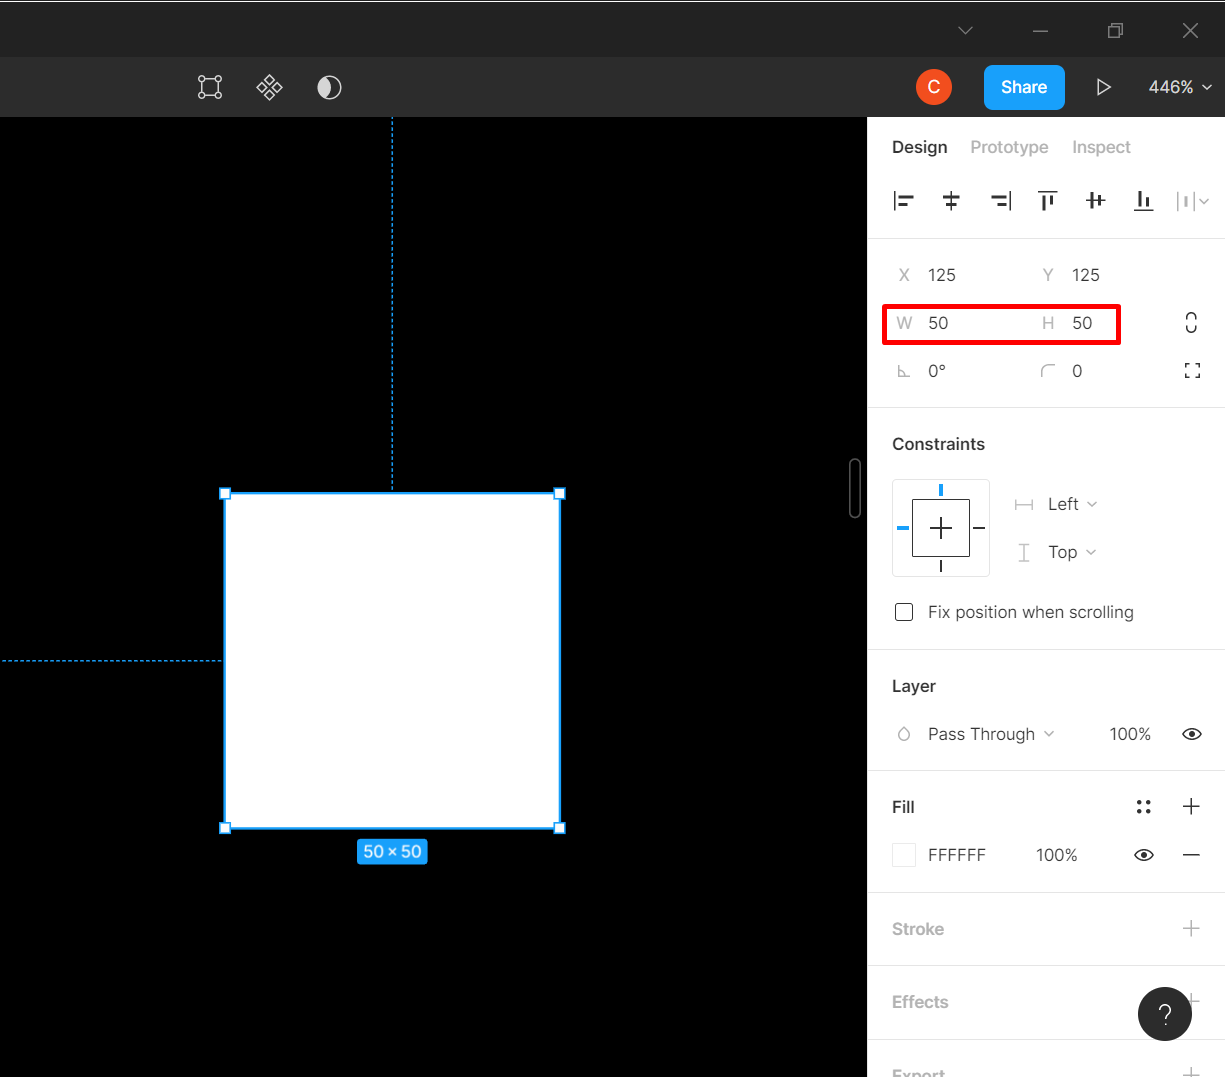 C
Share
446%
Design Prototype Inspect
X 125 Y 125
W 50 H 50
0° 0
Constraints
Left
Top
Fix position when scrolling
Layer
Pass Through 100%
Fill
FFFFFF 100%
50 × 50
Stroke
Effects
?
Export